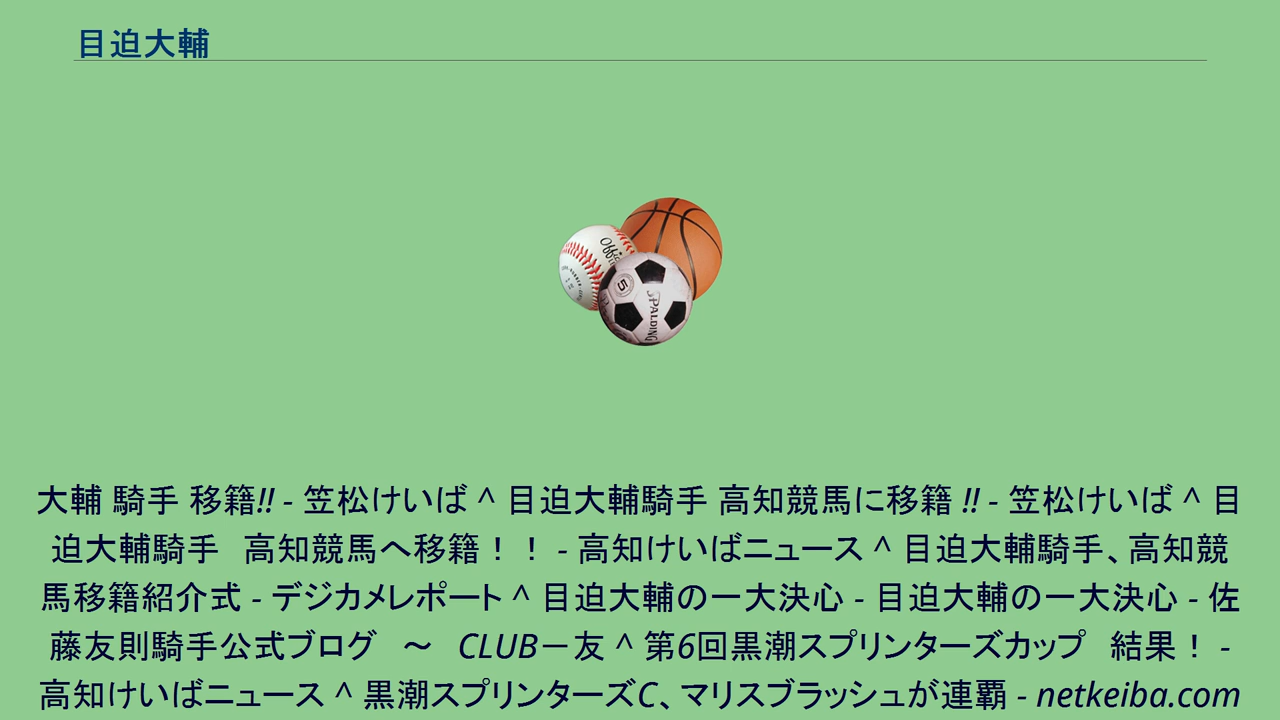 目迫大輔
Offici
5
SPALDING
大輔 騎手 移籍!! - 笠松けいば ^ 目迫大輔騎手 高知競馬に移籍 !! - 笠松けいば ^ 目
迫大輔騎手　高知競馬へ移籍！！ - 高知けいばニュース ^ 目迫大輔騎手、高知競
馬移籍紹介式 - デジカメレポート ^ 目迫大輔の一大決心 - 目迫大輔の一大決心 - 佐
藤友則騎手公式ブログ　～　CLUB－友 ^ 第6回黒潮スプリンターズカップ　結果！ -
高知けいばニュース ^ 黒潮スプリンターズC、マリスブラッシュが連覇 - netkeiba.com